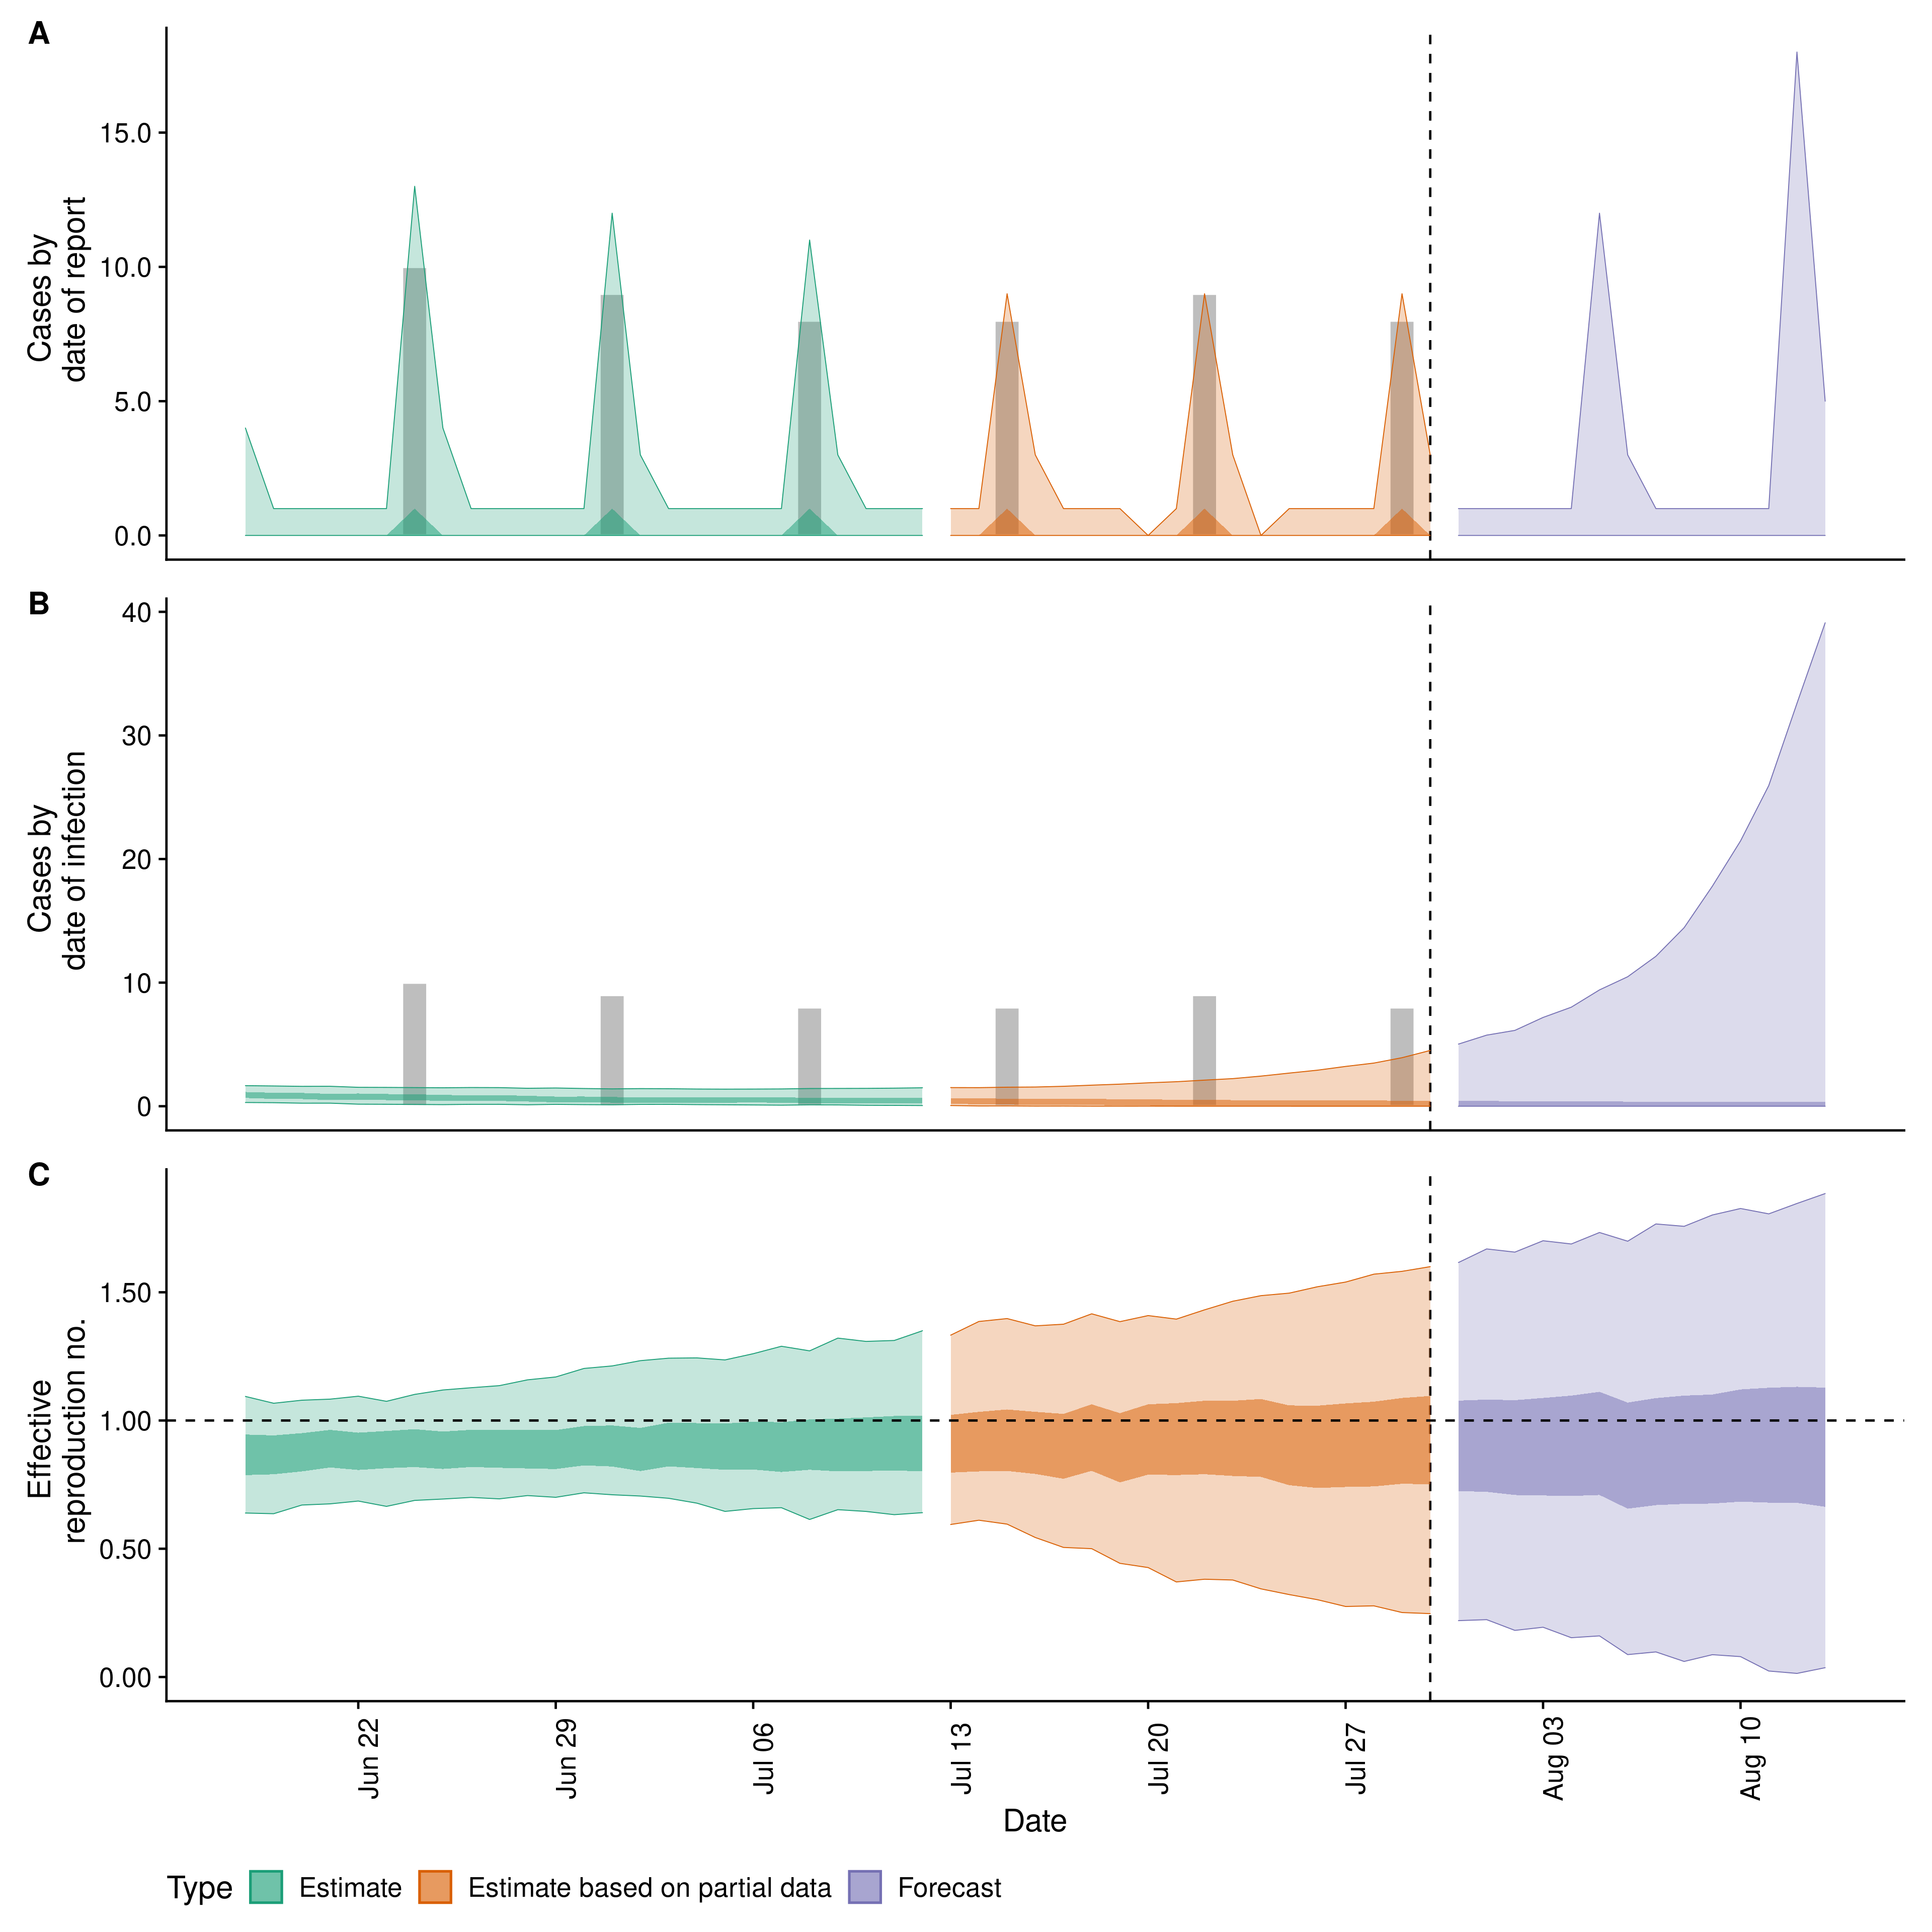 A
Cases by
date of report
15.0
10.0
5.0
0.0
B
Cases by
date of infection
40
30
20
10
0
C
Effective
reproduction no.
1.50
1.00
0.50
0.00
Jun 22
Jun 29
Jul 06
Jul 13
Jul 20
Jul 27
Aug 03
Aug 10
Date
Type Estimate Estimate based on partial data Forecast